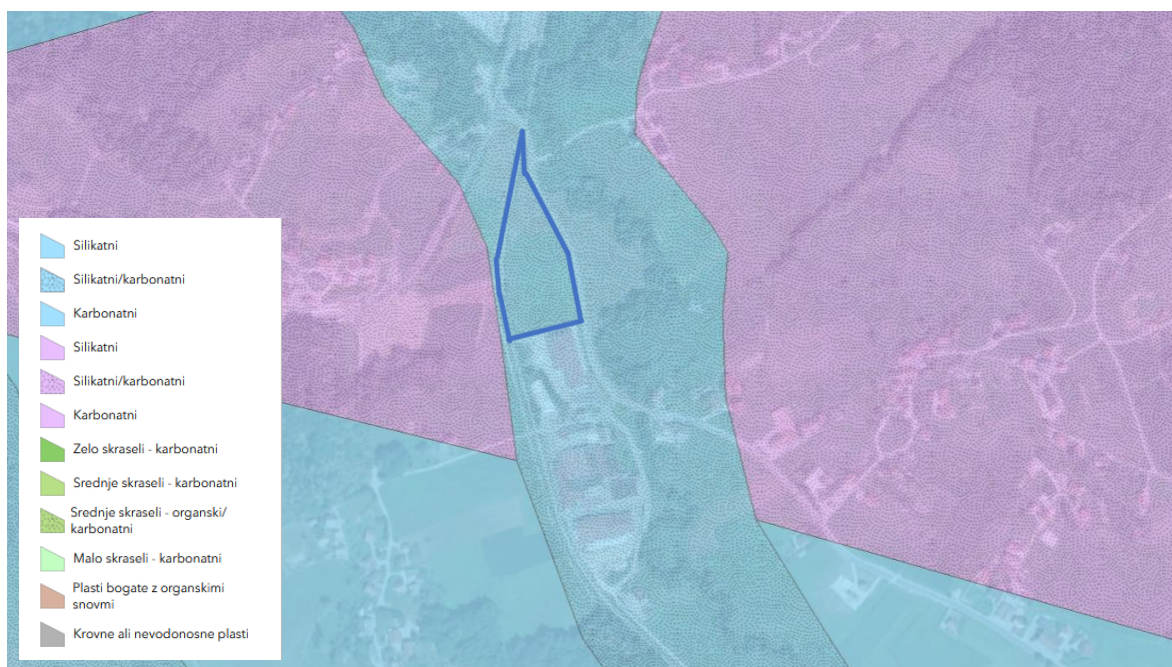 Silikatni
Silikatni/karbonatni
Karbonatni
Silikatni
Silikatni/karbonatni
Karbonatni
Zelo skraseli - karbonatni
Srednje skraseli - karbonatni
Srednje skraseli - organski/
karbonatni
Malo skraseli - karbonatni
Plasti bogate z organskimi
snovmi
Krovne ali nevodonosne plasti